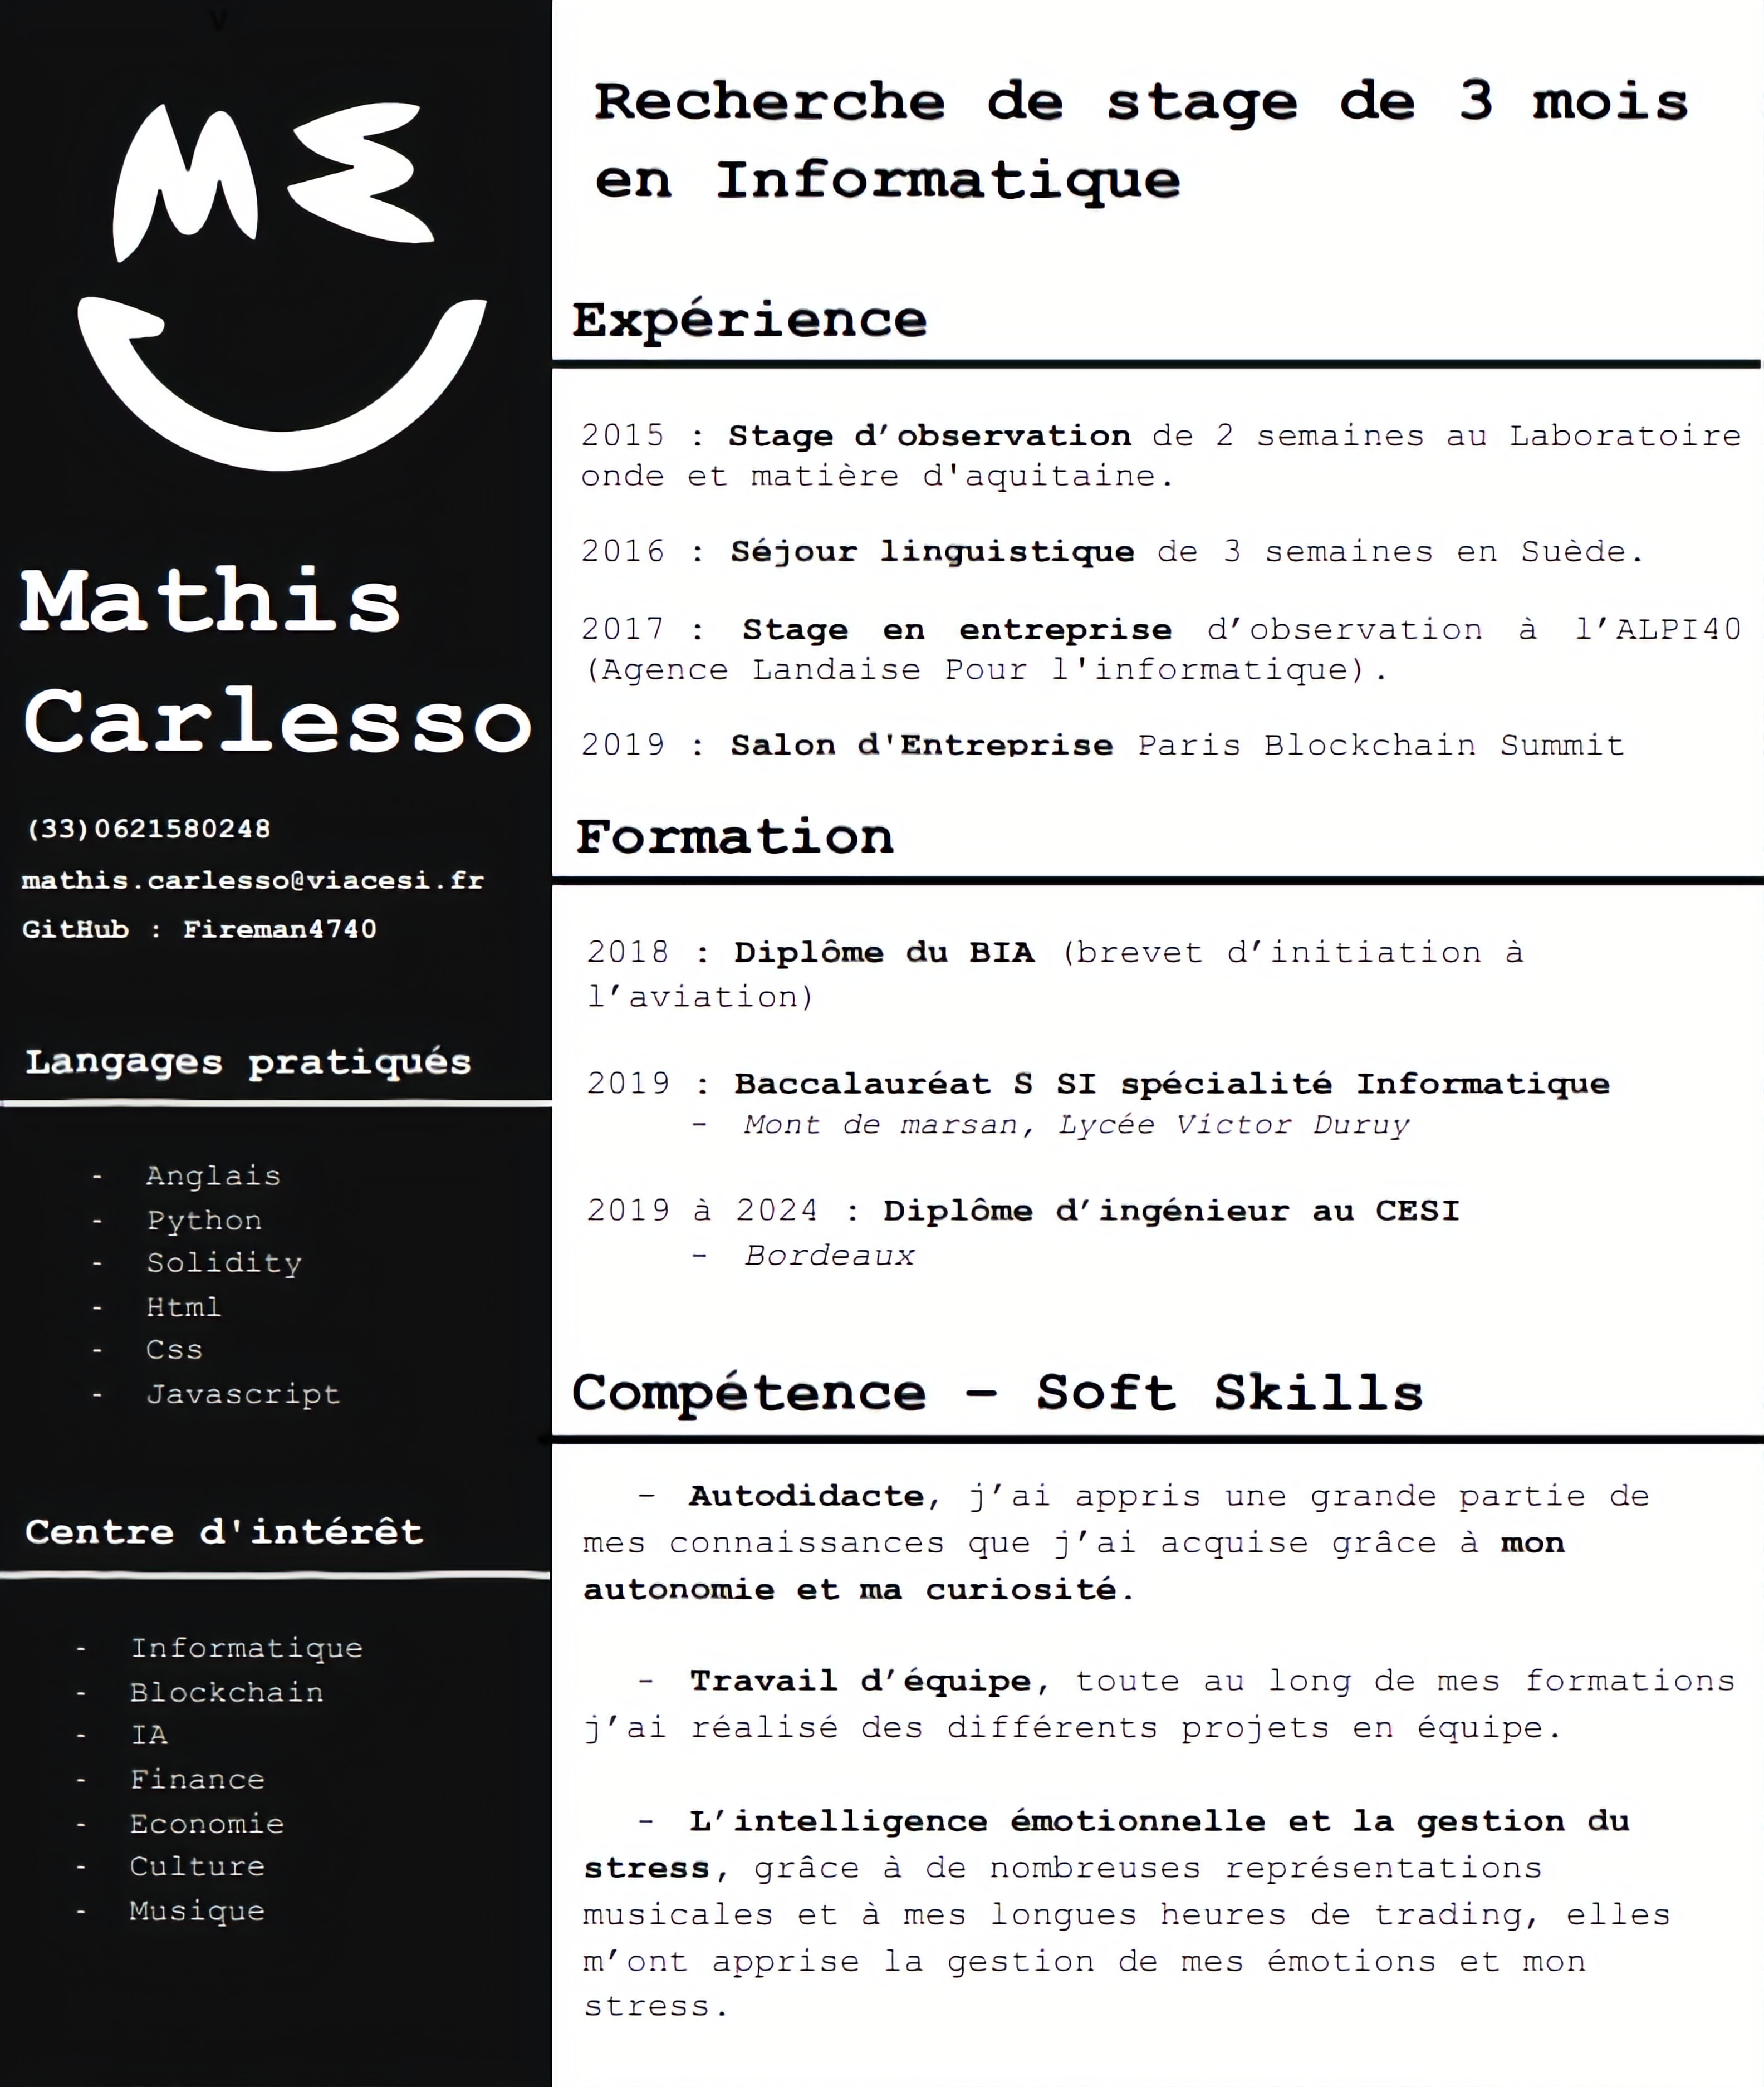 v
ME
Mathis
Carlesso
(33)0621580248
mathis.carlesso@viacesi.fr
GitHub : Fireman4740
Langages pratiqués
- Anglais
- Python
- Solidity
- Html
- Css
- Javascript
Centre d'intérêt
- Informatique
- Blockchain
- IA
- Finance
- Economie
- Culture
- Musique
Recherche de stage de 3 mois
en Informatique
Expérience
2015 : Stage d’observation de 2 semaines au Laboratoire
onde et matière d'aquitaine.
2016 : Séjour linguistique de 3 semaines en Suède.
2017 : Stage en entreprise d’observation à l’ALPI40
(Agence Landaise Pour l'informatique).
2019 : Salon d'Entreprise Paris Blockchain Summit
Formation
2018 : Diplôme du BIA (brevet d’initiation à
l’aviation)
2019 : Baccalauréat S SI spécialité Informatique
- Mont de marsan, Lycée Victor Duruy
2019 à 2024 : Diplôme d’ingénieur au CESI
- Bordeaux
Compétence – Soft Skills
- Autodidacte, j’ai appris une grande partie de
mes connaissances que j’ai acquise grâce à mon
autonomie et ma curiosité.
- Travail d’équipe, toute au long de mes formations
j’ai réalisé des différents projets en équipe.
- L’intelligence émotionnelle et la gestion du
stress, grâce à de nombreuses représentations
musicales et à mes longues heures de trading, elles
m’ont apprise la gestion de mes émotions et mon
stress.